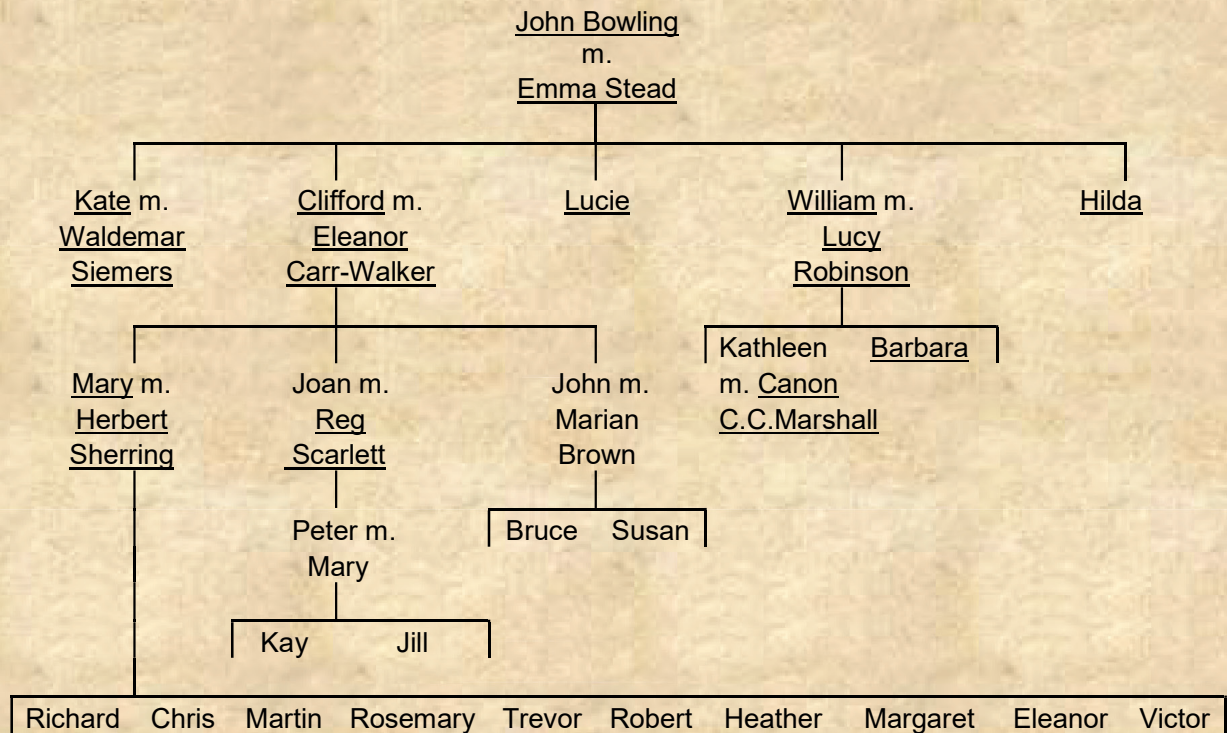 John Bowling
m.
Emma Stead
Kate m. Clifford m. Lucie William m. Hilda
Waldemar Eleanor Lucy
Siemers Carr-Walker Robinson
Kathleen Barbara
Mary m. Joan m. John m. m. Canon
Herbert Reg Marian C.C.Marshall
Sherring Scarlett Brown
Peter m. Bruce Susan
Mary
Kay Jill
Richard Chris Martin Rosemary Trevor Robert Heather Margaret Eleanor Victor